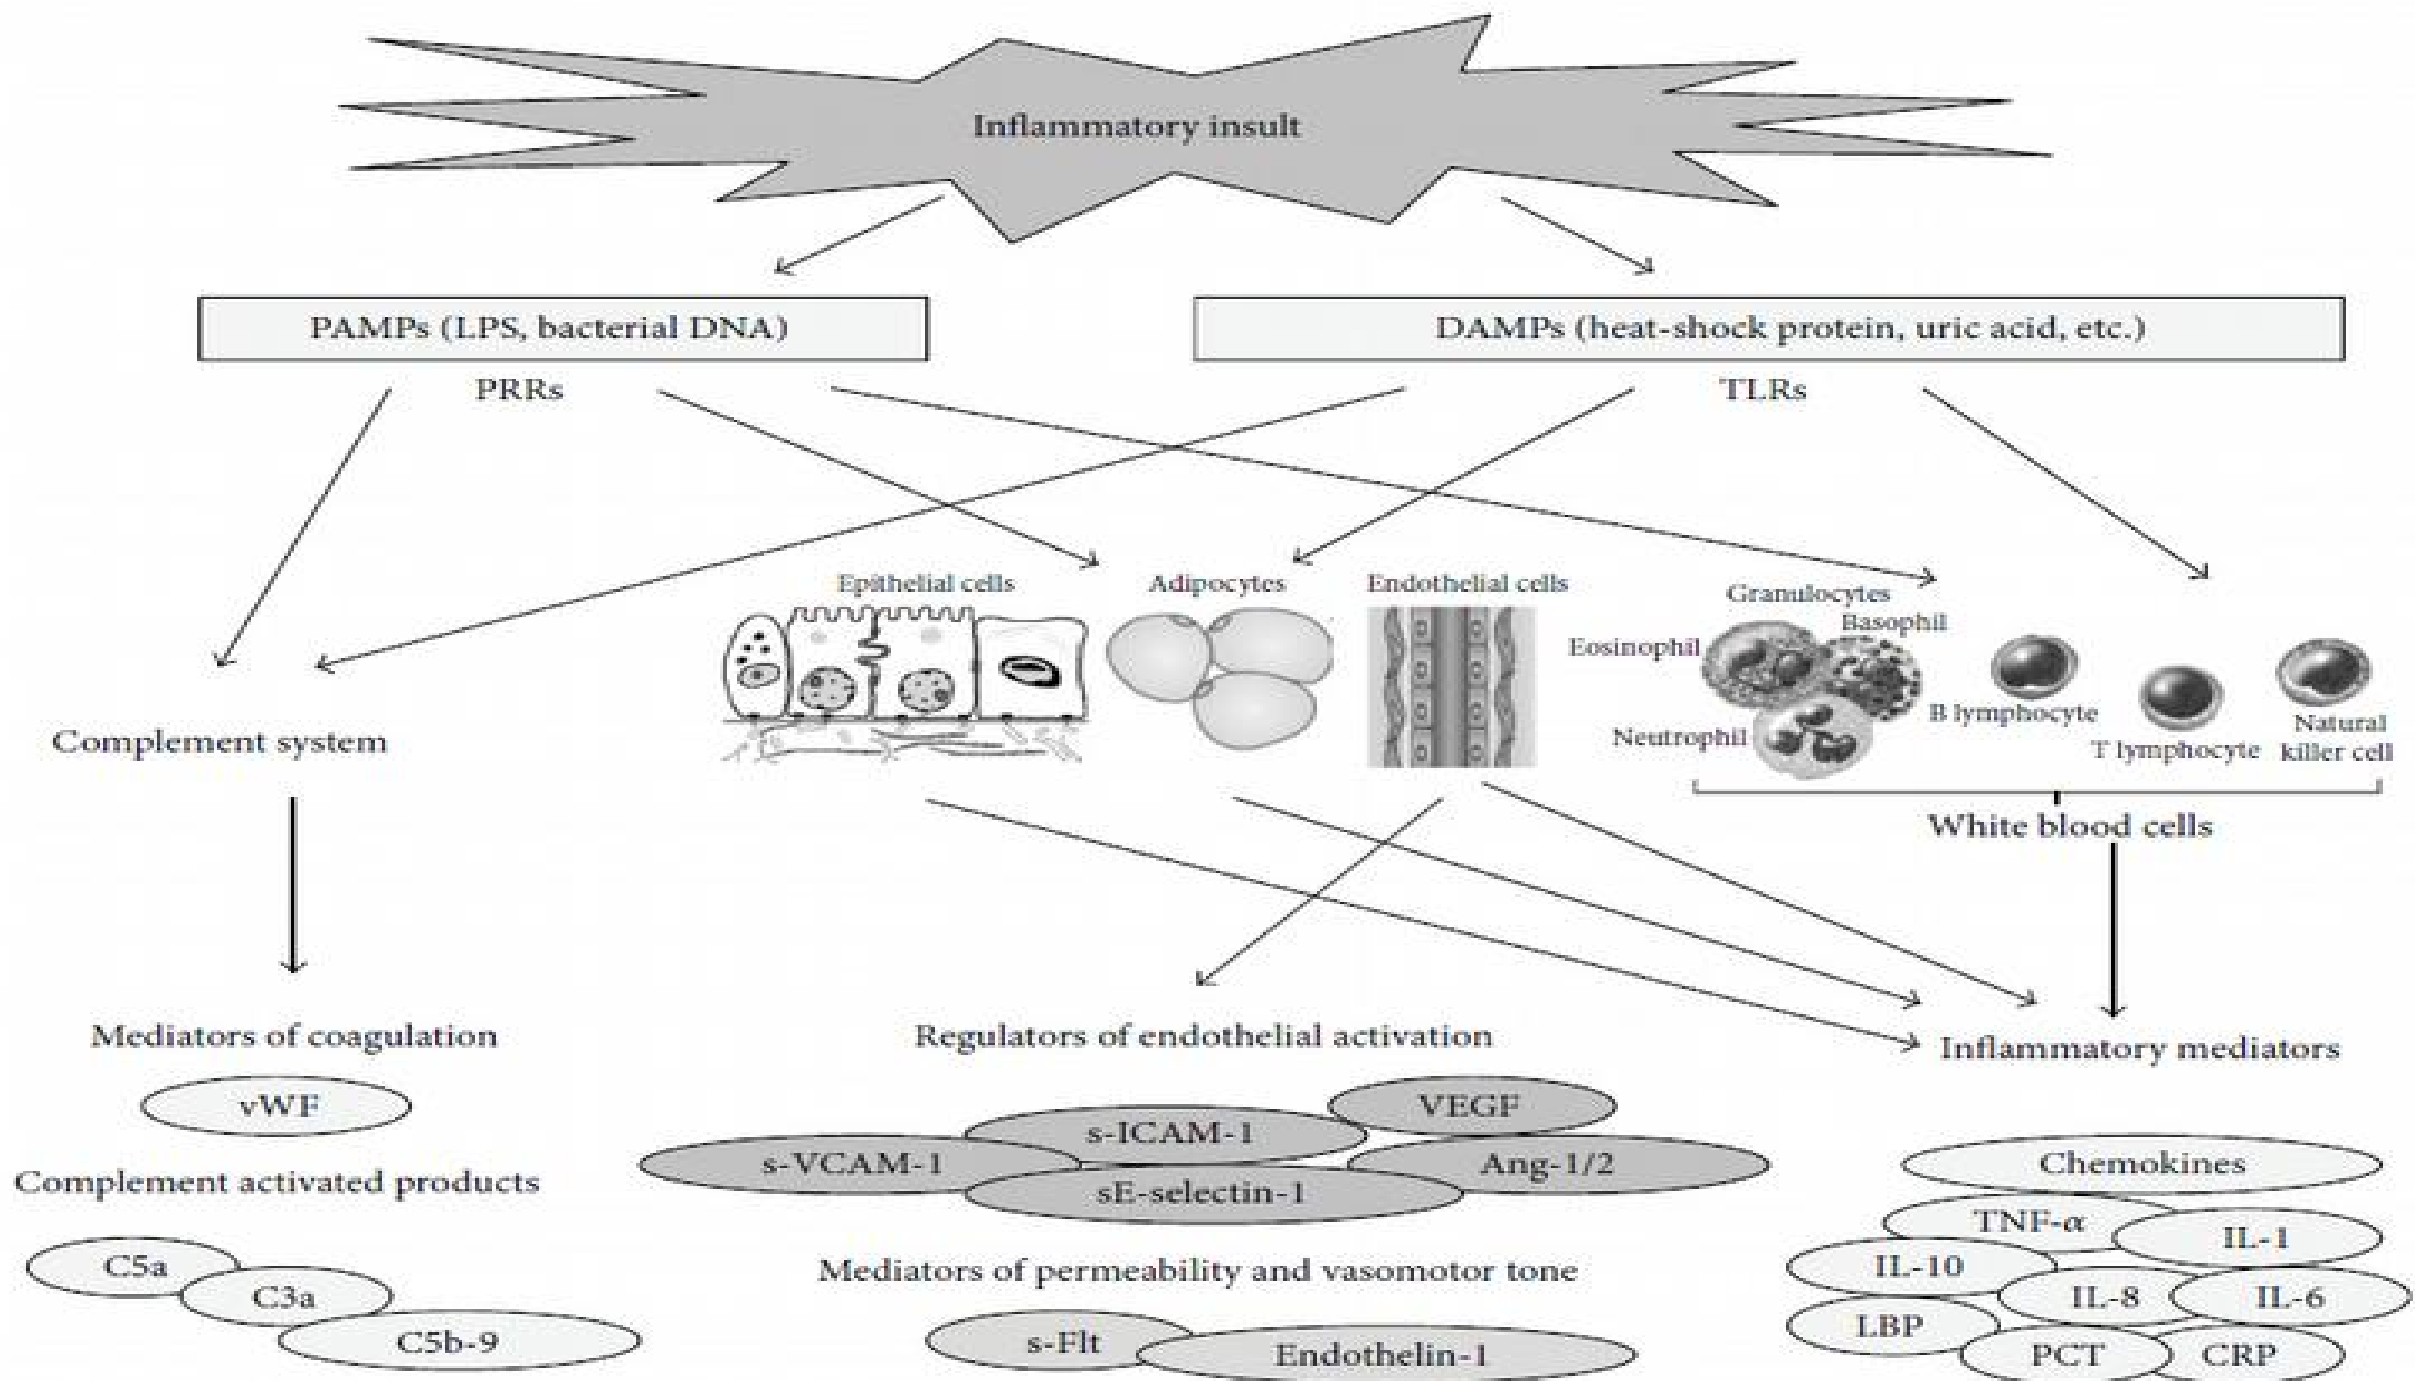 Inflammatory insult
PAMPs (LPS, bacterial DNA)
DAMPs (heat-shock protein, uric acid, etc.)
PRRs
TLRs
Epithelial cells
Adipocytes
Endothelial cells
Granulocytes
Basophil
Eosinophil
Neutrophil
B lymphocyte
T lymphocyte
Natural
killer cell
Complement system
White blood cells
Mediators of coagulation
vWF
Complement activated products
C5a
C3a
C5b-9
Regulators of endothelial activation
VEGF
s-ICAM-1
s-VCAM-1
Ang-1/2
sE-selectin-1
Mediators of permeability and vasomotor tone
s-Flt
Endothelin-1
Inflammatory mediators
Chemokines
TNF-α
IL-1
IL-10
IL-8
IL-6
LBP
PCT
CRP